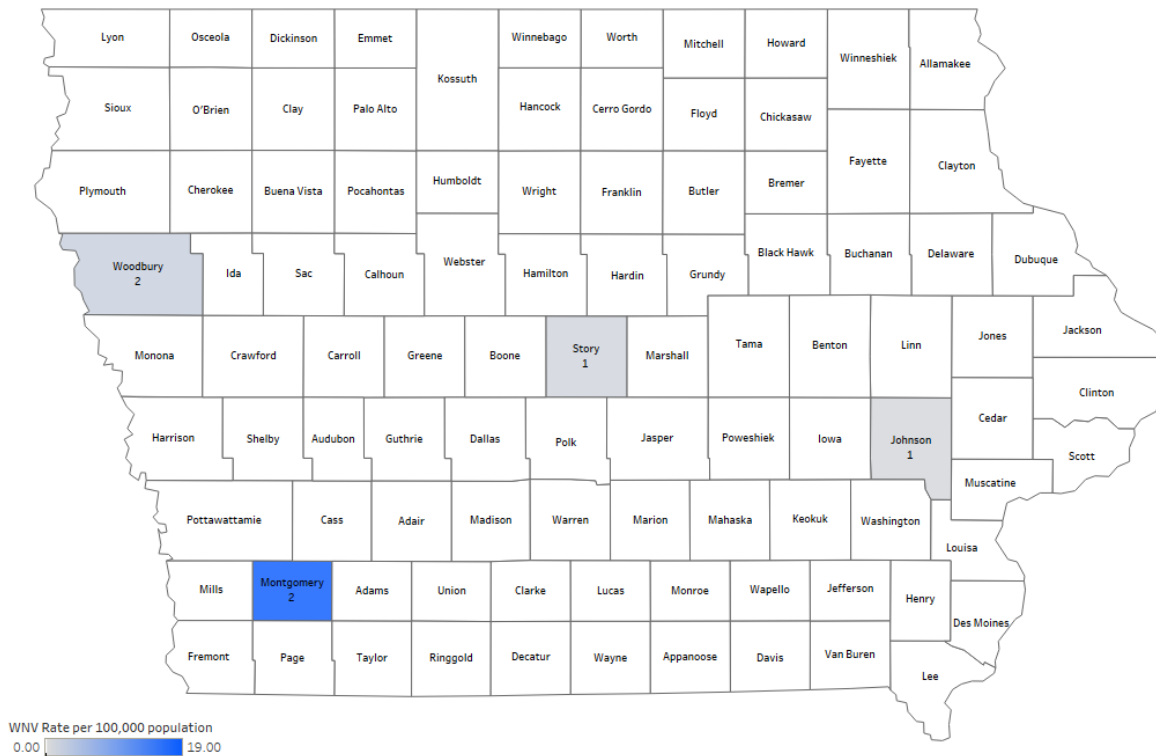 Lyon
Osceola
Dickinson
Emmet
Kossuth
Winnebago
Worth
Mitchell
Howard
Winneshiek
Allamakee
Sioux
O'Brien
Clay
Palo Alto
Hancock
Cerro Gordo
Floyd
Chickasaw
Fayette
Clayton
Plymouth
Cherokee
Buena Vista
Pocahontas
Humboldt
Wright
Franklin
Butler
Bremer
Woodbury
2
Ida
Sac
Calhoun
Webster
Hamilton
Hardin
Grundy
Black Hawk
Buchanan
Delaware
Dubuque
Monona
Crawford
Carroll
Greene
Boone
Story
1
Marshall
Tama
Benton
Linn
Jones
Jackson
Clinton
Harrison
Shelby
Audubon
Guthrie
Dallas
Polk
Jasper
Poweshiek
Iowa
Johnson
1
Cedar
Scott
Muscatine
Pottawattamie
Cass
Adair
Madison
Warren
Marion
Mahaska
Keokuk
Washington
Louisa
Mills
Montgomery
2
Adams
Union
Clarke
Lucas
Monroe
Wapello
Jefferson
Henry
Des Moines
Fremont
Page
Taylor
Ringgold
Decatur
Wayne
Appanoose
Davis
Van Buren
Lee
WNV Rate per 100,000 population
0.00 19.00